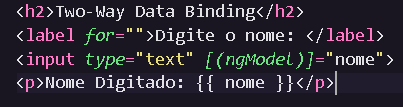 <h2>Two-Way Data Binding</h2>
<label for="">Digite o nome: </label>
<input type="text" [(ngModel)]="nome">
<p>Nome Digitado: {{ nome }}</p>